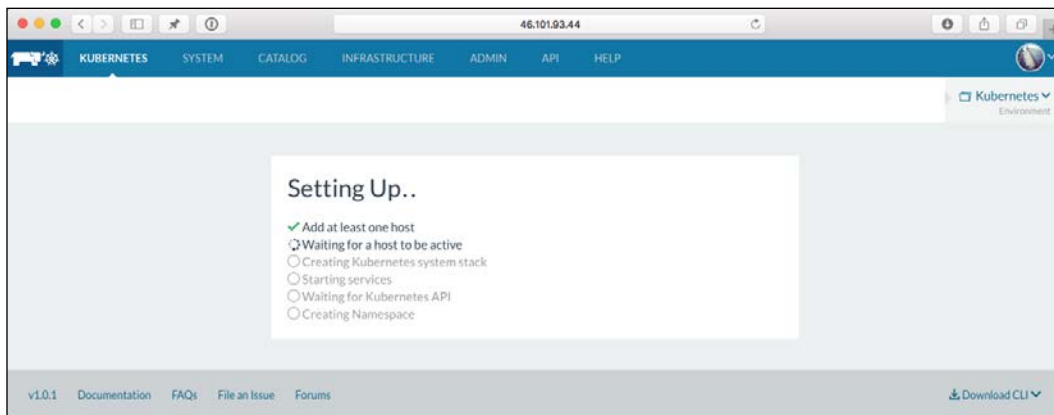 46.101.93.44
KUBERNETES SYSTEM CATALOG INFRASTRUCTURE ADMIN API HELP
Kubernetes
Environment
Setting Up..
Add at least one host
Waiting for a host to be active
Creating Kubernetes system stack
Starting services
Waiting for Kubernetes API
Creating Namespace
v1.0.1 Documentation FAQs File an Issue Forums Download CLI